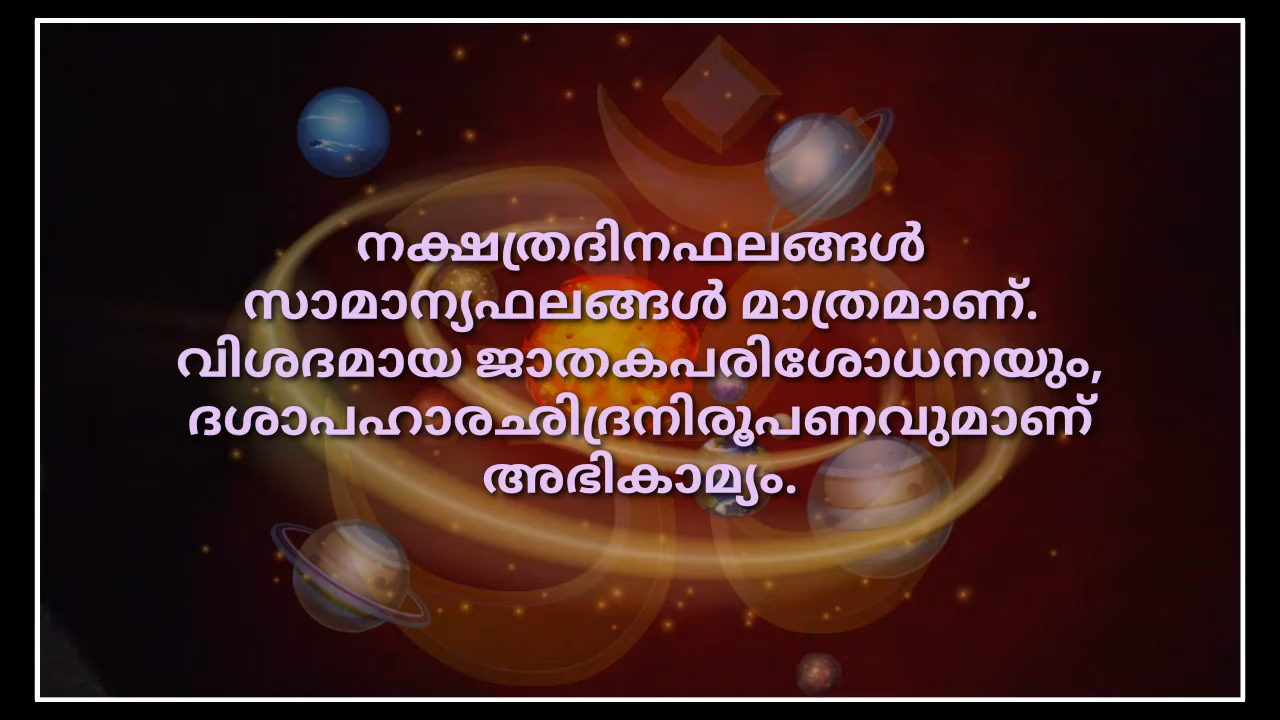 നക്ഷത്രദിനഫലങ്ങൾ
സാമാന്യഫലങ്ങൾ മാത്രമാണ്.
വിശദമായ ജാതകപരിശോധനയും,
ദശാപഹാരഛിദ്രനിരൂപണവുമാണ്
അഭികാമ്യം.